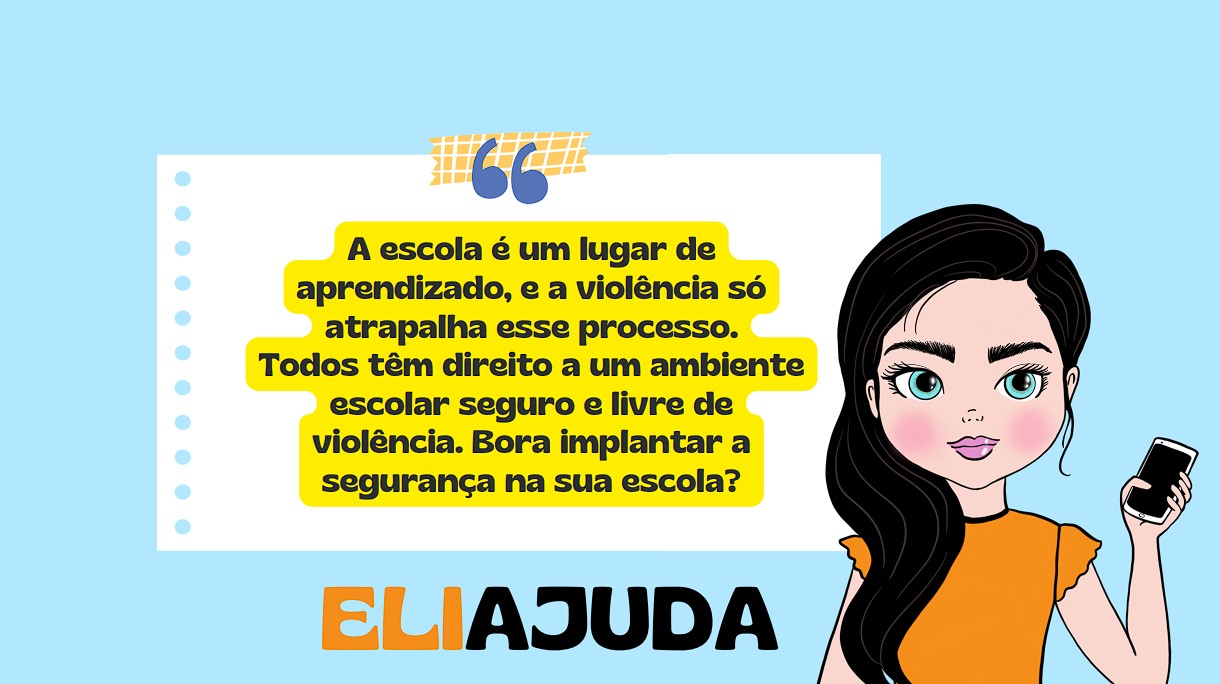 A escola é um lugar de
aprendizado, e a violência só
atrapalha esse processo.
Todos têm direito a um ambiente
escolar seguro e livre de
violência. Bora implantar a
segurança na sua escola?
ELIAJUDA